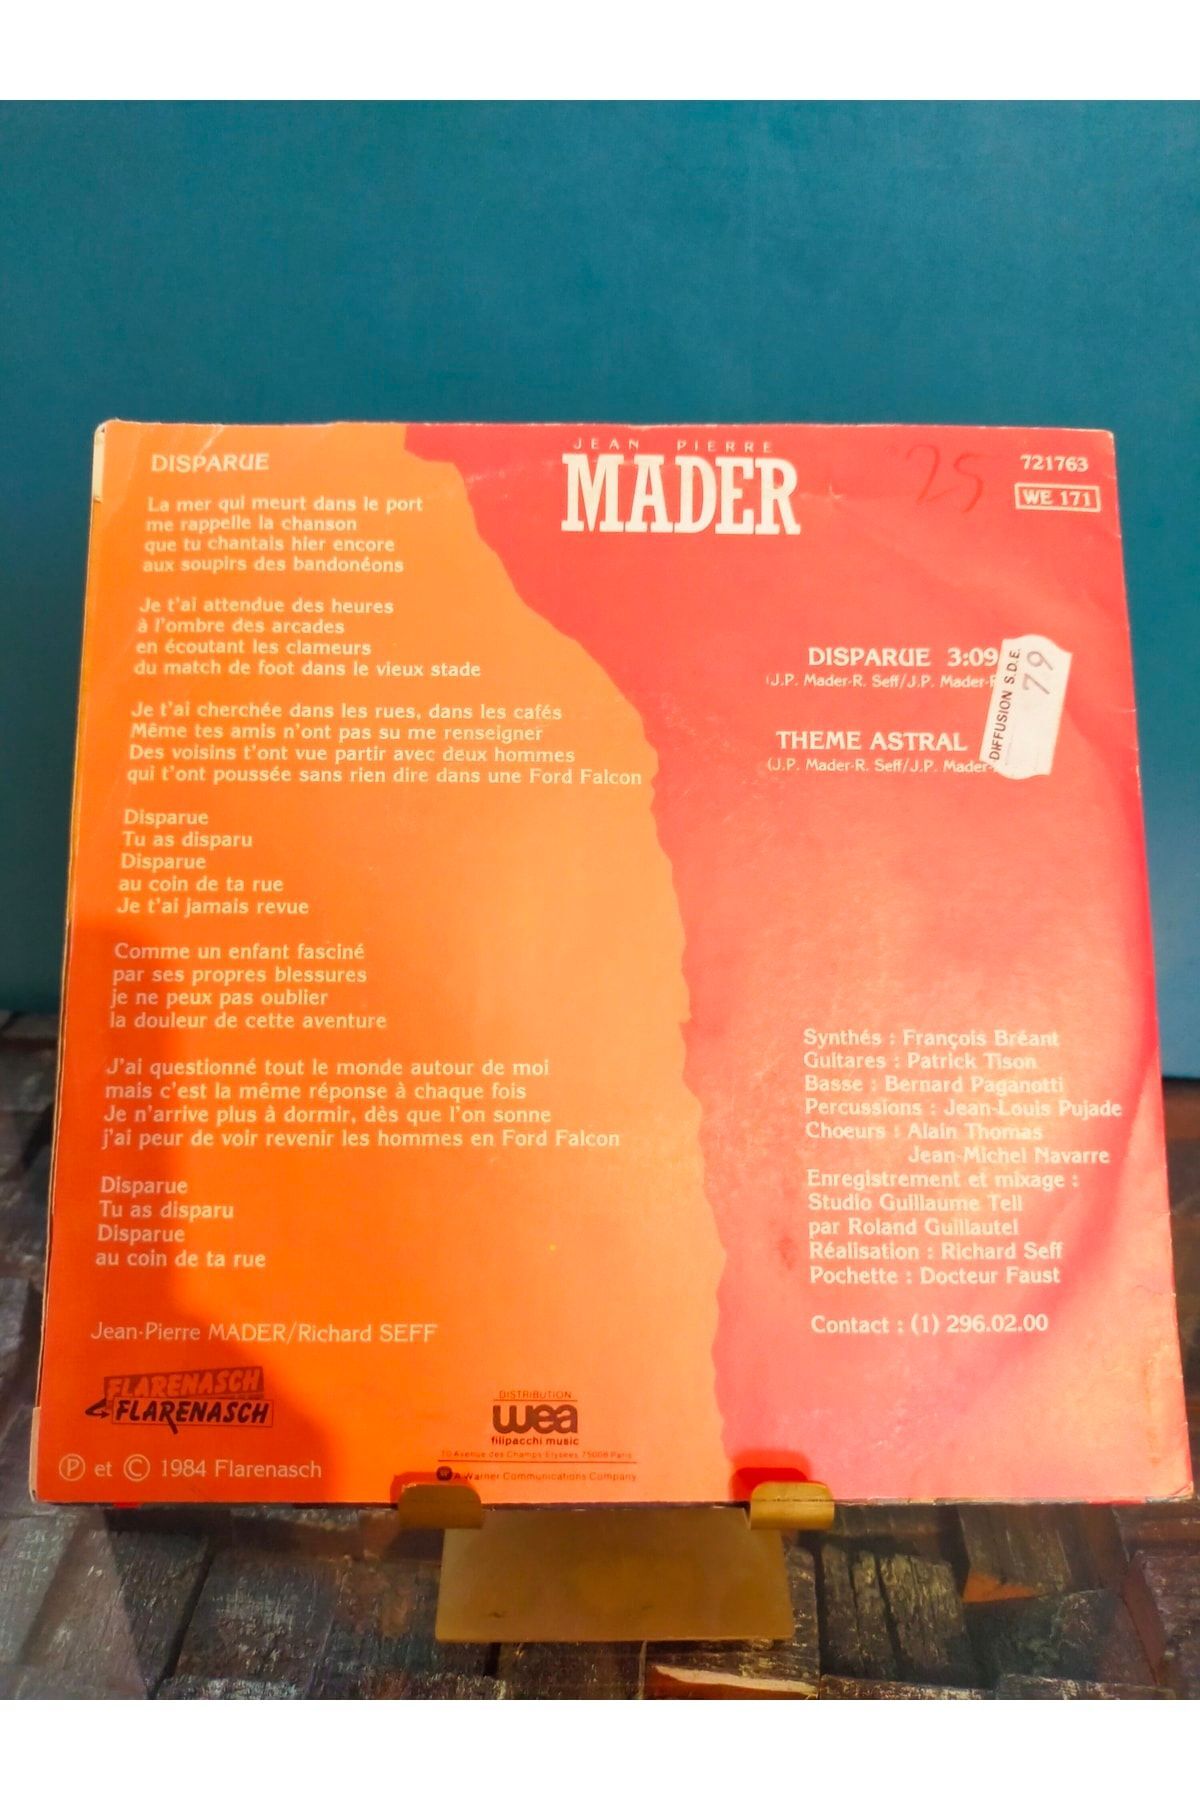 DISPARUE
La mer qui meurt dans le port
me rappelle la chanson
que tu chantais hier encore
aux soupirs des bandonéons
Je t'ai attendue des heures
à l'ombre des arcades
en écoutant les clameurs
du match de foot dans le vieux stade
Je t'ai cherchée dans les rues, dans les cafés
Même tes amis n'ont pas su me renseigner
Des voisins t'ont vue partir avec deux hommes
qui t'ont poussée sans rien dire dans une Ford Falcon
Disparue
Tu as disparu
Disparue
au coin de ta rue
Je t'ai jamais revue
Comme un enfant fasciné
par ses propres blessures
je ne peux pas oublier
la douleur de cette aventure
J'ai questionné tout le monde autour de moi
mais c'est la même réponse à chaque fois
Je n'arrive plus à dormir, dès que l'on sonne
j'ai peur de voir revenir les hommes en Ford Falcon
Disparue
Tu as disparu
Disparue
au coin de ta rue
Jean-Pierre MADER/Richard SEFF
FLARENASCH
FLARENASCH
Ⓟ et © 1984 Flarenasch
DISTRIBUTION
wea
filipacchi music
70 Avenue des Champs Elysées 75008 Paris
A Warner Communications Company
JEAN PIERRE
MADER
25
721763
WE 171
DISPARUE 3:09
(J.P. Mader-R. Seff/J.P. Mader-
THEME ASTRAL
(J.P. Mader-R. Seff/J.P. Mader-
DIFFUSION S.D.E.
79
Synthés : François Bréant
Guitares : Patrick Tison
Basse : Bernard Paganotti
Percussions : Jean-Louis Pujade
Choeurs : Alain Thomas
Jean-Michel Navarre
Enregistrement et mixage :
Studio Guillaume Tell
par Roland Guillautel
Réalisation : Richard Seff
Pochette : Docteur Faust
Contact : (1) 296.02.00